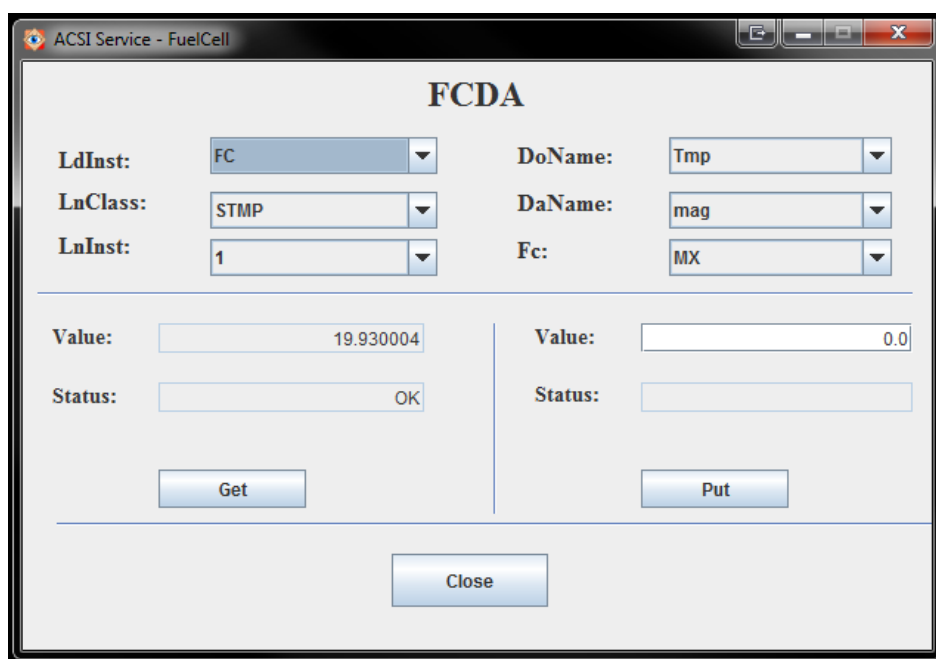 ACSI Service - FuelCell
FCDA
LdInst: FC DoName: Tmp
LnClass: STMP DaName: mag
LnInst: 1 Fc: MX
Value: 19.930004 Value: 0.0
Status: OK Status:
Get Put
Close